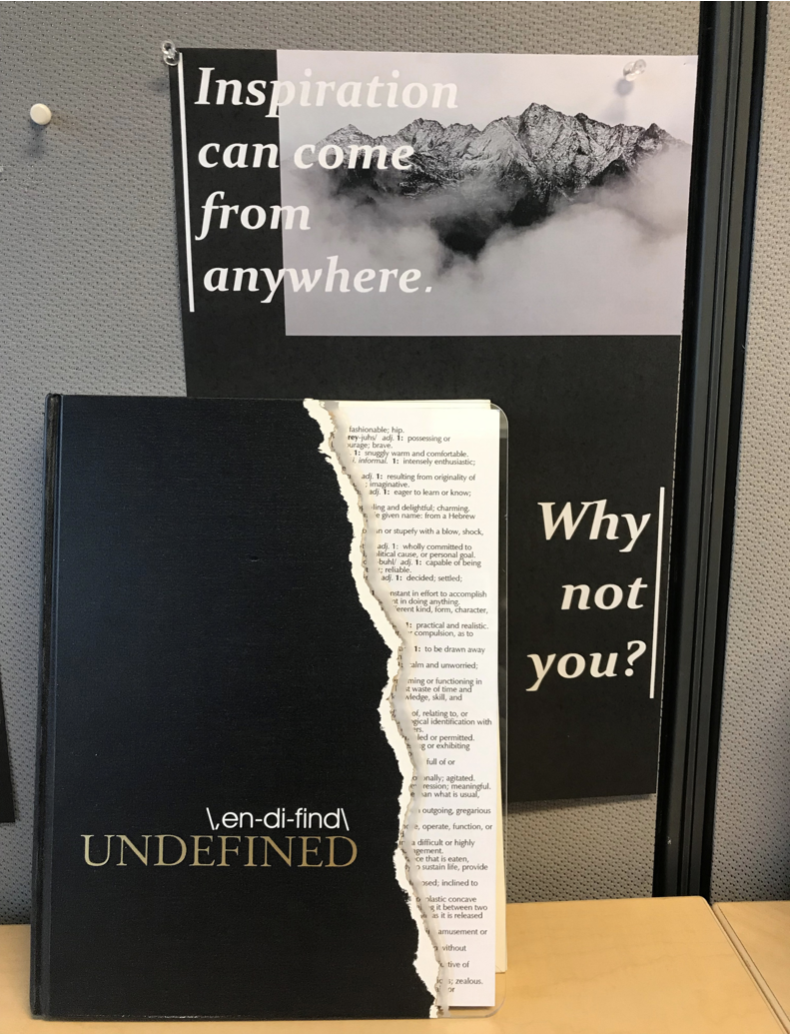 Inspiration
can come
from
anywhere.
Why
not
you?
\,en-di-find\
UNDEFINED
fashionable; hip.
rey-juhs/ adj. 1: possessing or
urage; brave.
1: snuggly warm and comfortable.
informal. 1: intensely enthusiastic;
adj. 1: resulting from originality of
; imaginative.
adj. 1: eager to learn or know;
ling and delightful; charming.
given name: from a Hebrew
or stupefy with a blow, shock,
adj. 1: wholly committed to
litical cause, or personal goal.
buhl/ adj. 1: capable of being
; reliable.
adj. 1: decided; settled;
nstant in effort to accomplish
in doing anything.
erent kind, form, character,
1: practical and realistic.
compulsion, as to
1: to be drawn away
alm and unworried;
ming or functioning in
waste of time and
wledge, skill, and
of, relating to, or
gical identification with
ers.
led or permitted.
g or exhibiting
full of or
onally; agitated.
ression; meaningful.
an what is usual,
outgoing, gregarious
operate, function, or
a difficult or highly
gement.
ce that is eaten,
sustain life, provide
osed; inclined to
plastic concave
g it between two
as it is released
amusement or
without
tive of
; zealous.
or